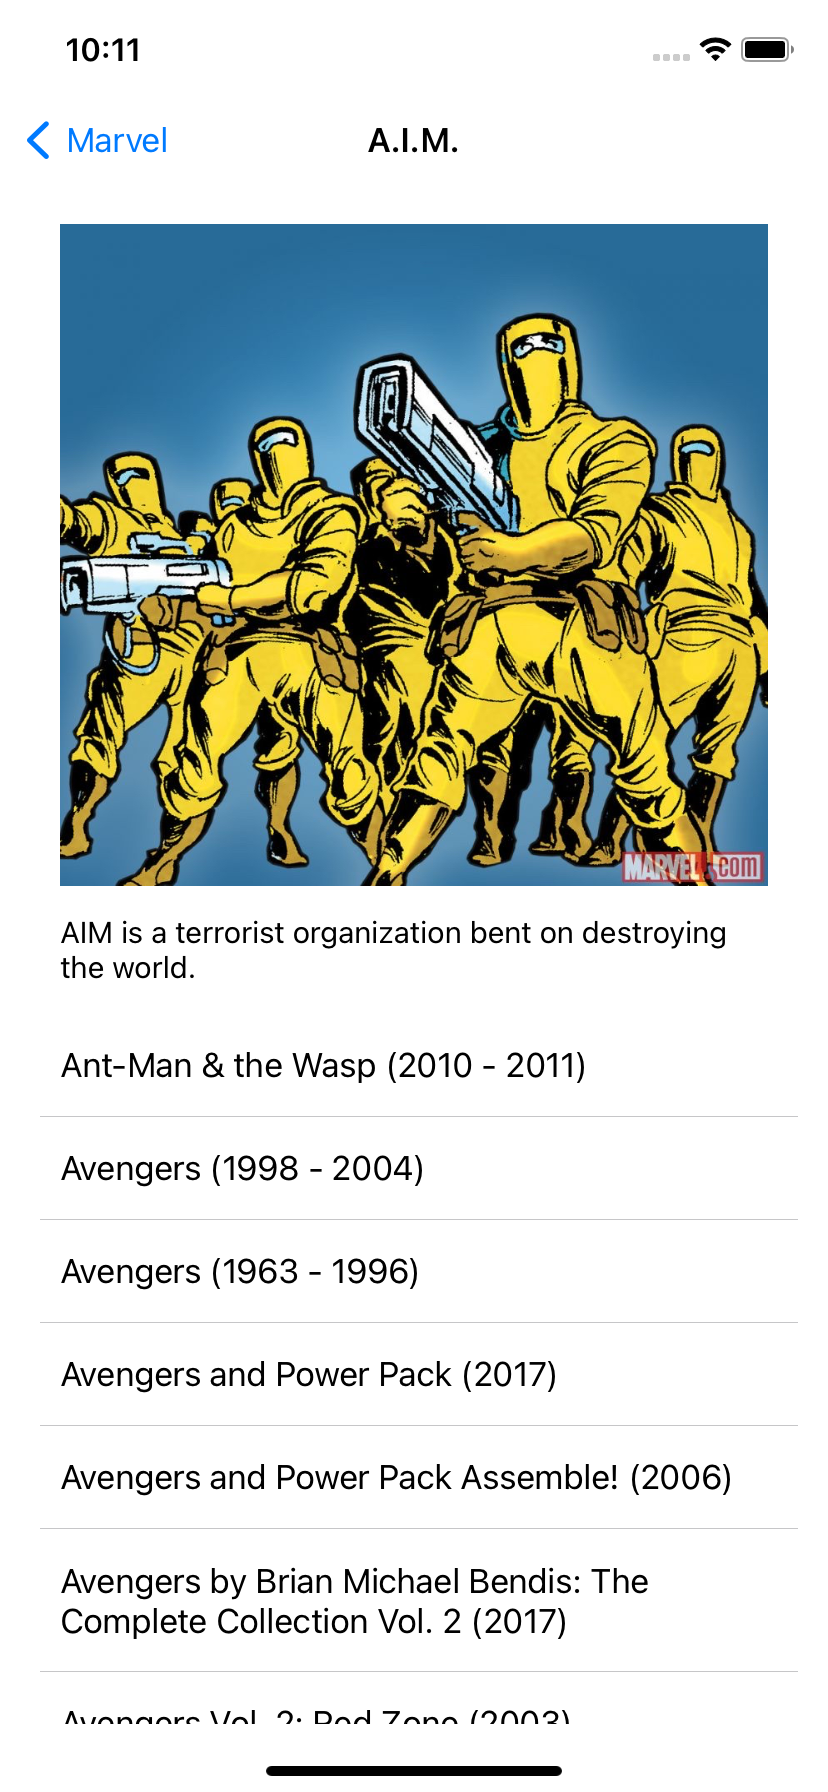 10:11
Marvel
A.I.M.
MARVEL.com
AIM is a terrorist organization bent on destroying
the world.
Ant-Man & the Wasp (2010 - 2011)
Avengers (1998 - 2004)
Avengers (1963 - 1996)
Avengers and Power Pack (2017)
Avengers and Power Pack Assemble! (2006)
Avengers by Brian Michael Bendis: The
Complete Collection Vol. 2 (2017)
Avengers Vol. 2: Red Zone (2003)